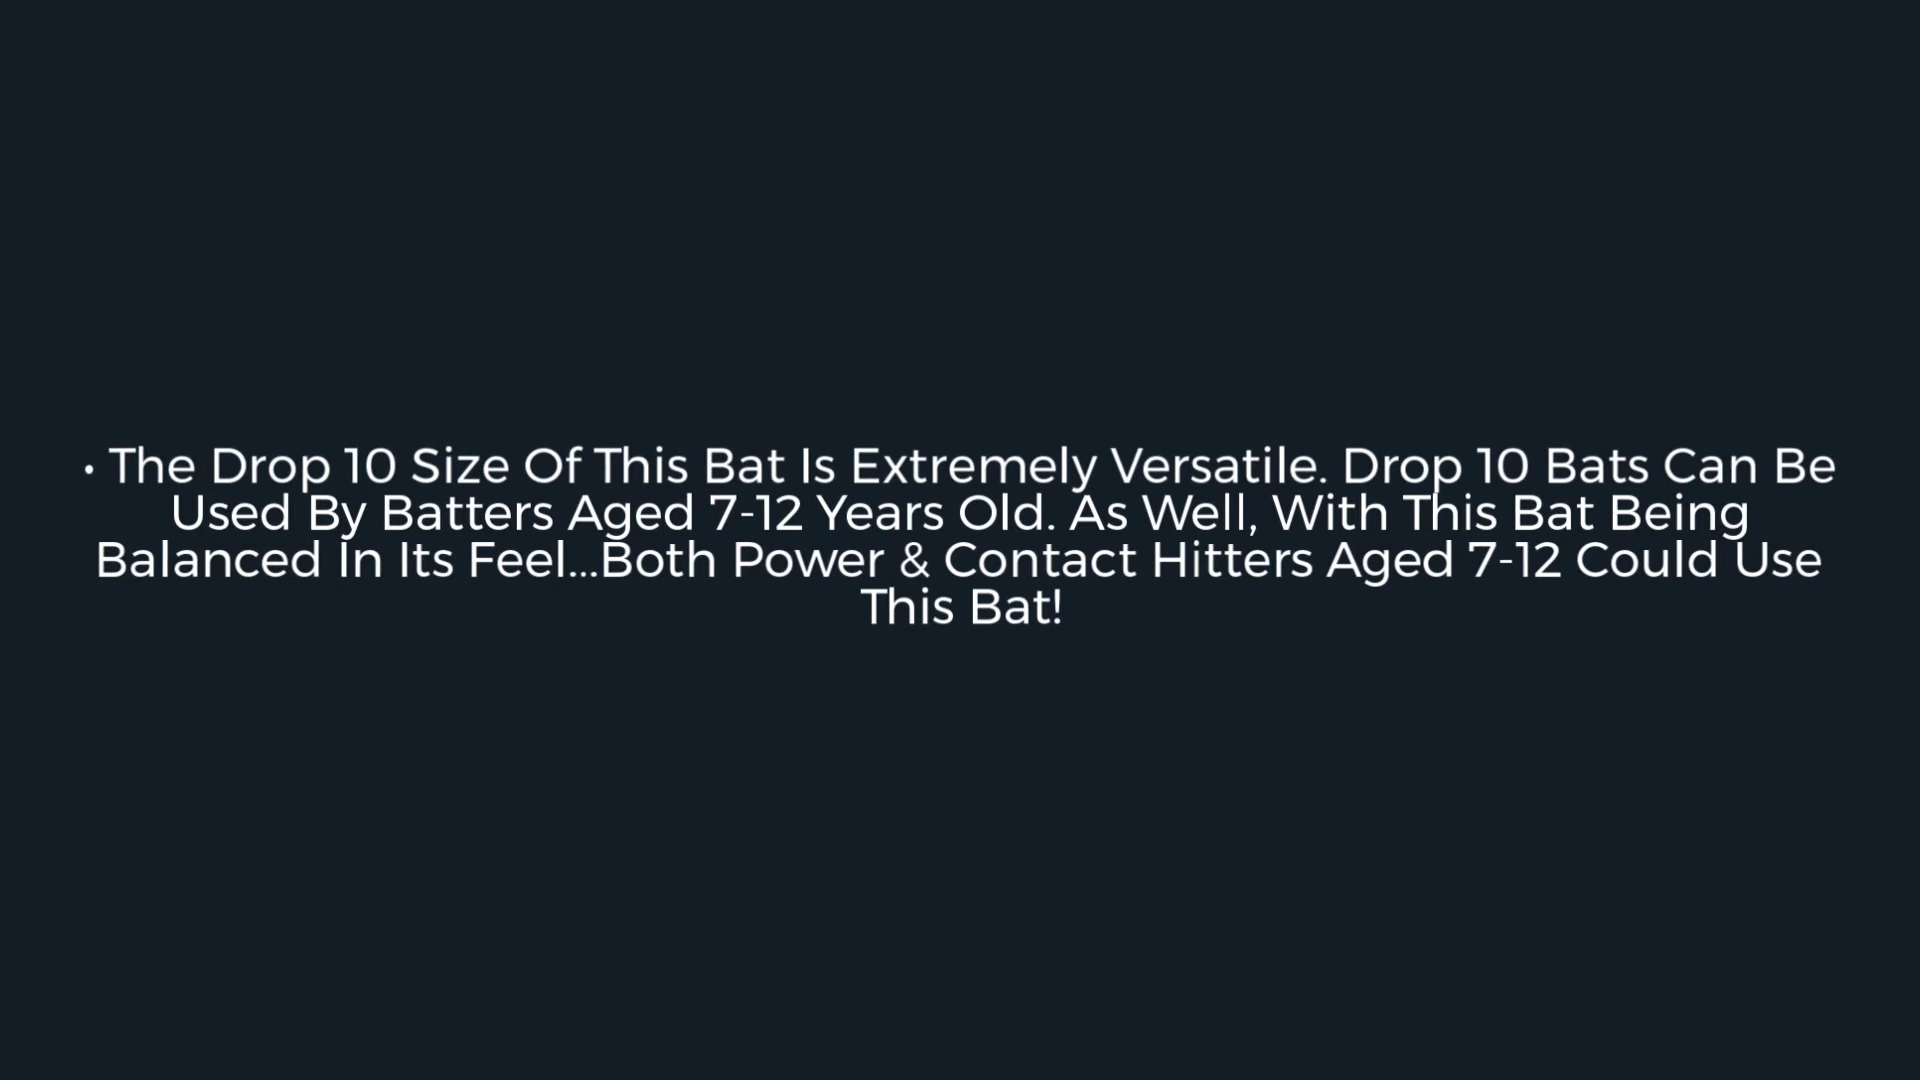 • The Drop 10 Size Of This Bat Is Extremely Versatile. Drop 10 Bats Can Be
Used By Batters Aged 7-12 Years Old. As Well, With This Bat Being
Balanced In Its Feel...Both Power & Contact Hitters Aged 7-12 Could Use
This Bat!